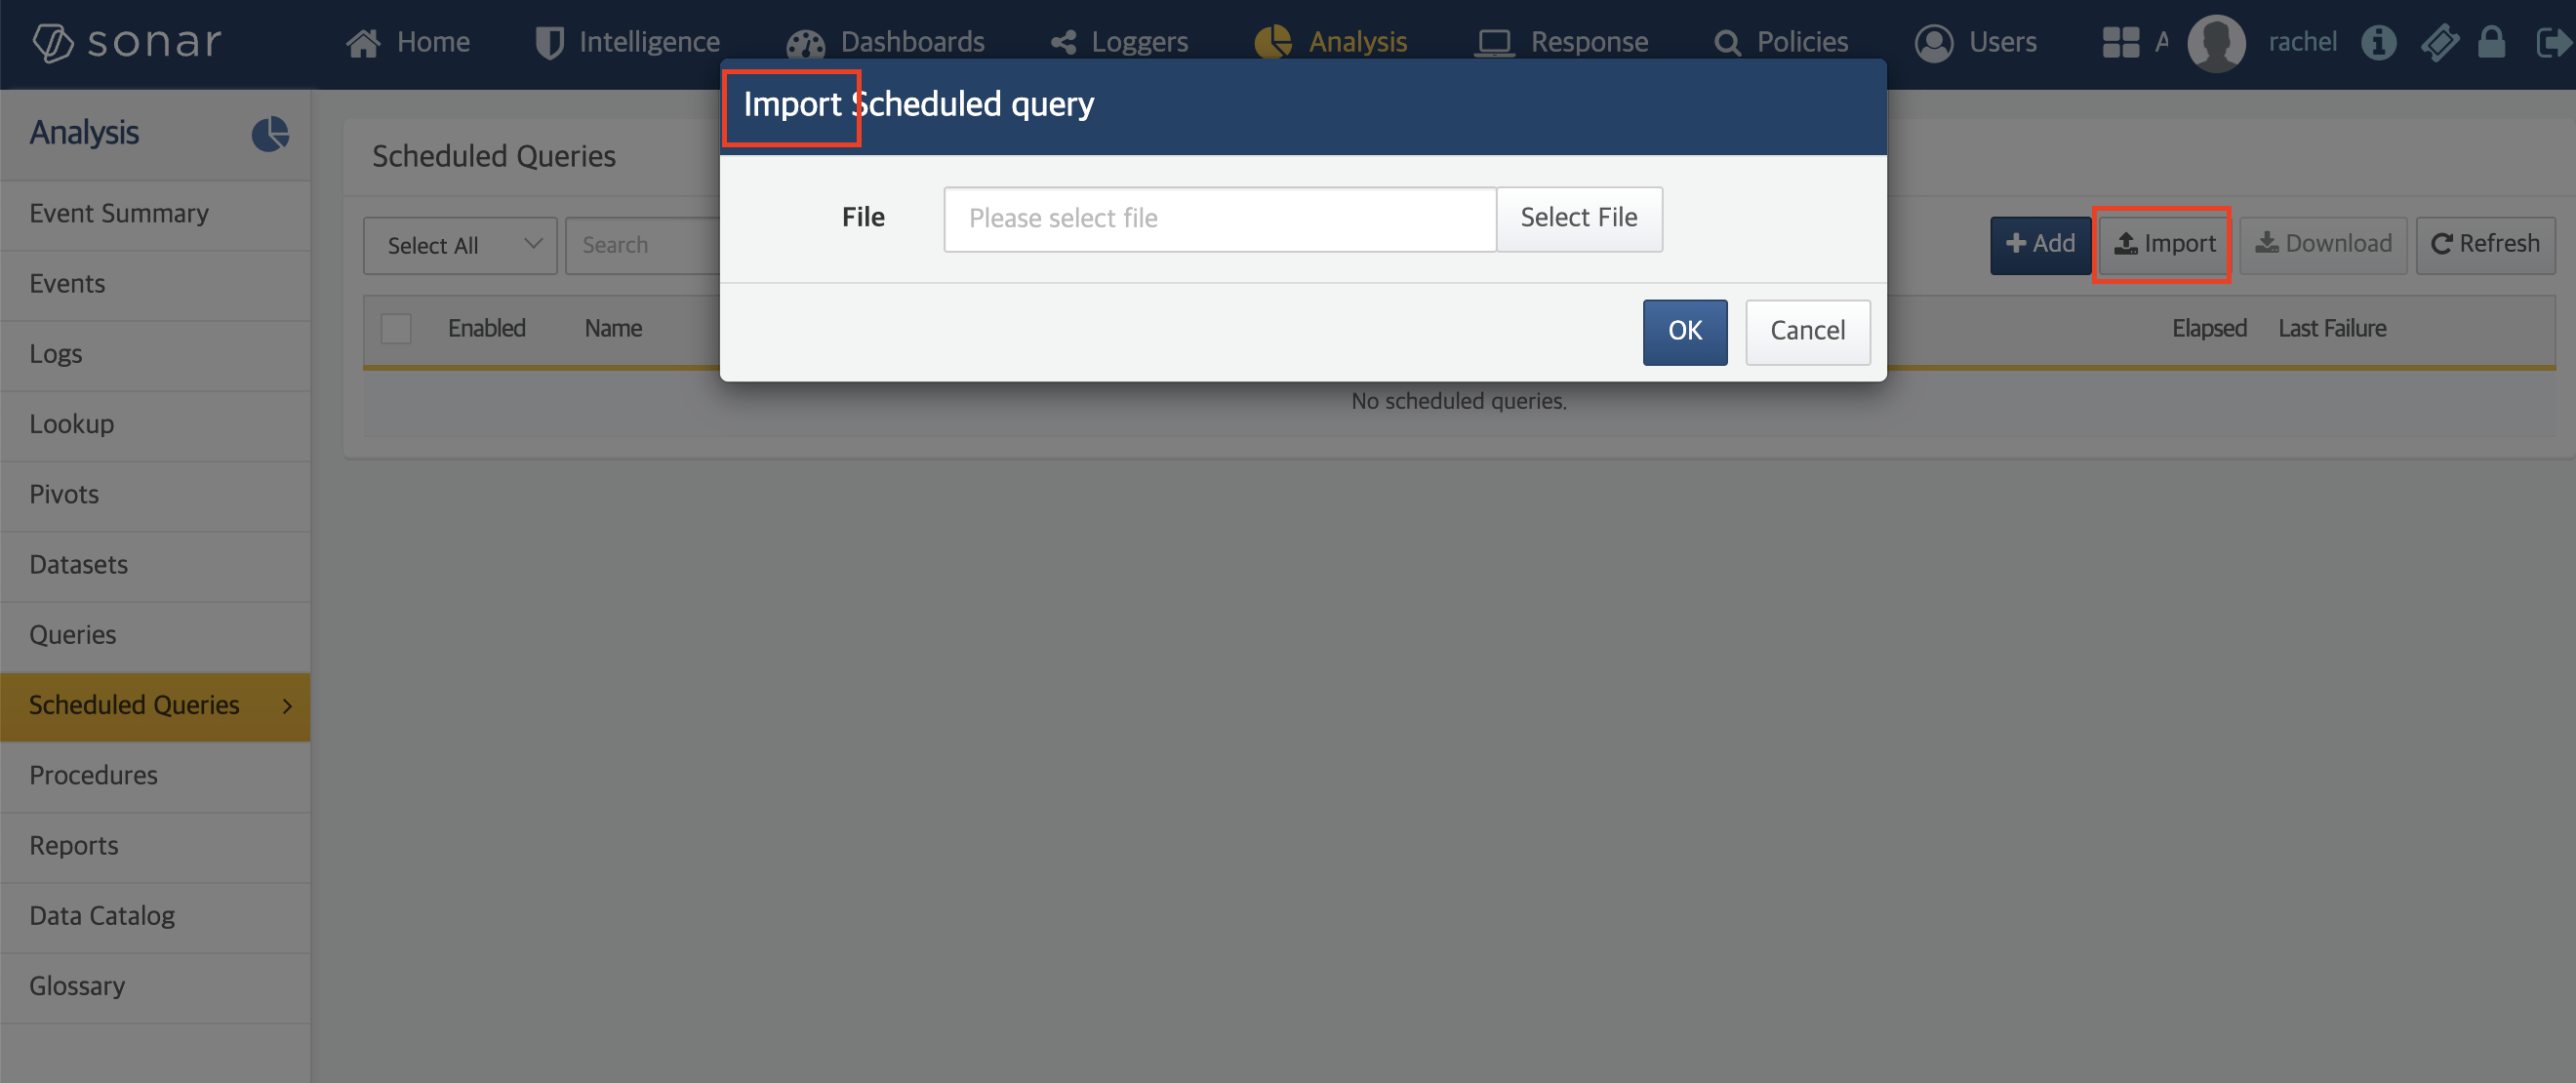 sonar
Home
Intelligence
Dashboards
Loggers
Analysis
Response
Policies
Users
A
rachel
Import Scheduled query
File
Please select file
Select File
OK
Cancel
Analysis
Event Summary
Events
Logs
Lookup
Pivots
Datasets
Queries
Scheduled Queries
Procedures
Reports
Data Catalog
Glossary
Scheduled Queries
Select All
Search
Add
Import
Download
Refresh
Enabled
Name
Elapsed
Last Failure
No scheduled queries.